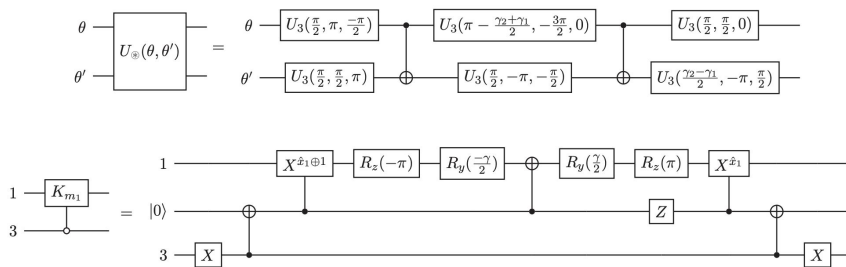 θ U_⊛(θ, θ′) = θ U_3(π/2, π, −π/2) U_3(π − (γ_2+γ_1)/2, −3π/2, 0) U_3(π/2, π/2, 0)
θ′ θ′ U_3(π/2, π/2, π) U_3(π/2, −π, −π/2) U_3((γ_2−γ_1)/2, −π, π/2)
1 X^{x̂_1⊕1} R_z(−π) R_y(−γ/2) R_y(γ/2) R_z(π) X^{x̂_1}
1 K_{m_1}
3 = |0⟩ Z
3 X X